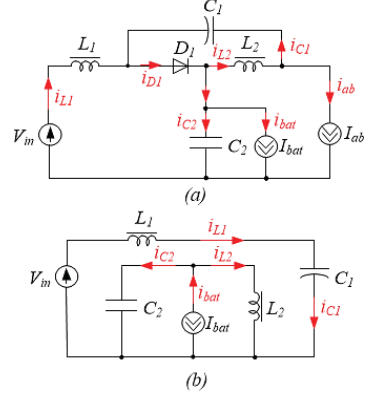 C1
L1 D1 iL2 L2 iC1
iD1
iL1 iab
iC2 ibat
Vin C2 Ibat Iab
(a)
L1 iL1
iC2 iL2
Vin C1
ibat
C2 Ibat L2 iC1
(b)